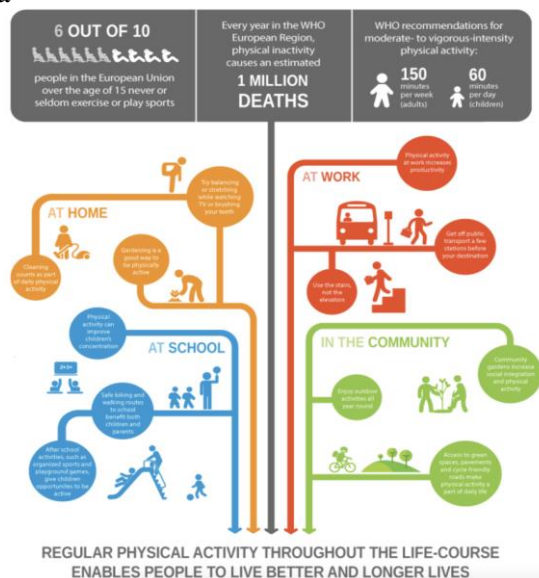 6 OUT OF 10
people in the European Union
over the age of 15 never or
seldom exercise or play sports
Every year in the WHO
European Region,
physical inactivity
causes an estimated
1 MILLION
DEATHS
WHO recommendations for
moderate- to vigorous-intensity
physical activity:
150
minutes
per week
(adults)
60
minutes
per day
(children)
AT HOME
Try balancing
or stretching
while watching
TV or brushing
your teeth
Cleaning
counts as part
of daily physical
activity
Gardening is a
good way to
be physically
active
AT WORK
Physical activity
at work increases
productivity
Get off public
transport a few
stations before
your destination
Use the stairs,
not the
elevators
AT SCHOOL
Physical
activity can
improve
children's
concentration
Safe biking and
walking routes
to school
benefit both
children and
parents
After school
activities, such as
organized sports and
playground games,
give children
opportunities to be
active
IN THE COMMUNITY
Community
gardens increase
social integration
and physical
activity
Enjoy outdoor
activities all
year round
Access to green
spaces, pavements
and cycle-friendly
roads make
physical activity a
part of daily life
REGULAR PHYSICAL ACTIVITY THROUGHOUT THE LIFE-COURSE
ENABLES PEOPLE TO LIVE BETTER AND LONGER LIVES